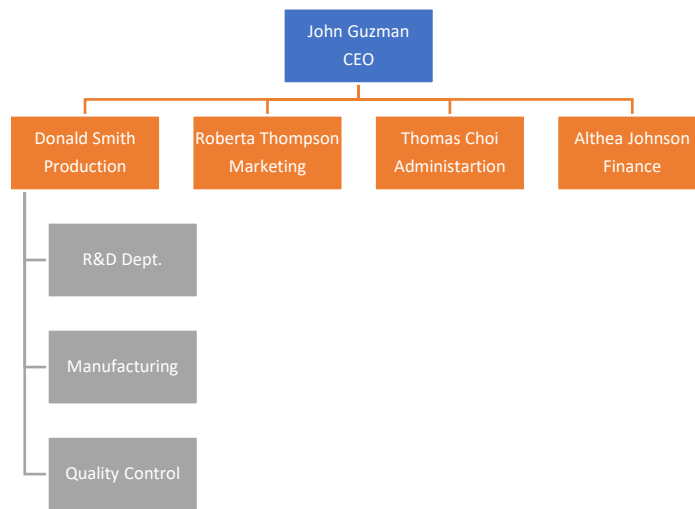 John Guzman
CEO
Donald Smith
Production
Roberta Thompson
Marketing
Thomas Choi
Administartion
Althea Johnson
Finance
R&D Dept.
Manufacturing
Quality Control